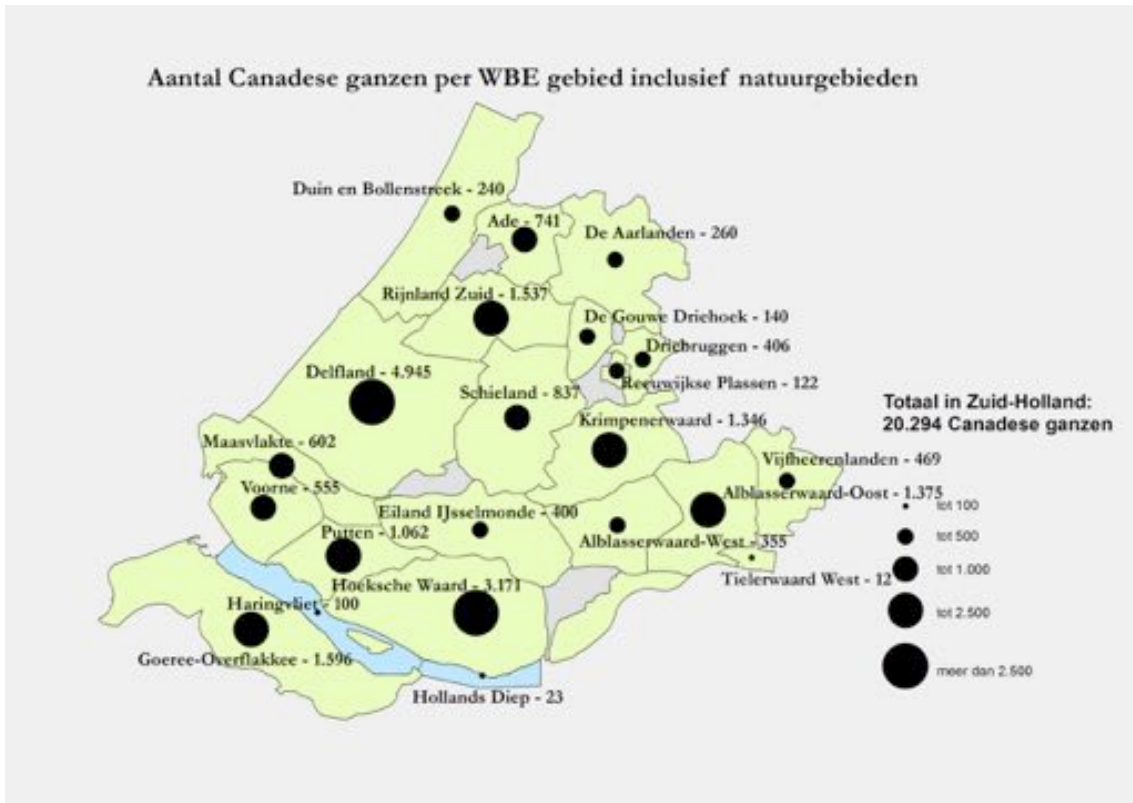 Aantal Canadese ganzen per WBE gebied inclusief natuurgebieden
Duin en Bollenstreek - 240
Ade - 741
De Aarlanden - 260
Rijnland Zuid - 1.537
De Gouwe Driehoek - 140
Driebruggen - 406
Delfland - 4.945
Reeuwijkse Plassen - 122
Schieland - 837
Krimpenerwaard - 1.346
Totaal in Zuid-Holland:
20.294 Canadese ganzen
Maasvlakte - 602
Vijfheerenlanden - 469
Voorne - 555
Alblasserwaard-Oost - 1.375
tot 100
Eiland IJsselmonde - 400
Putten - 1.062
Alblasserwaard-West - 355
tot 500
tot 1.000
Tielerwaard West - 12
Hoeksche Waard - 3.171
Haringvliet - 100
tot 2.500
Goeree-Overflakkee - 1.596
meer dan 2.500
Hollands Diep - 23